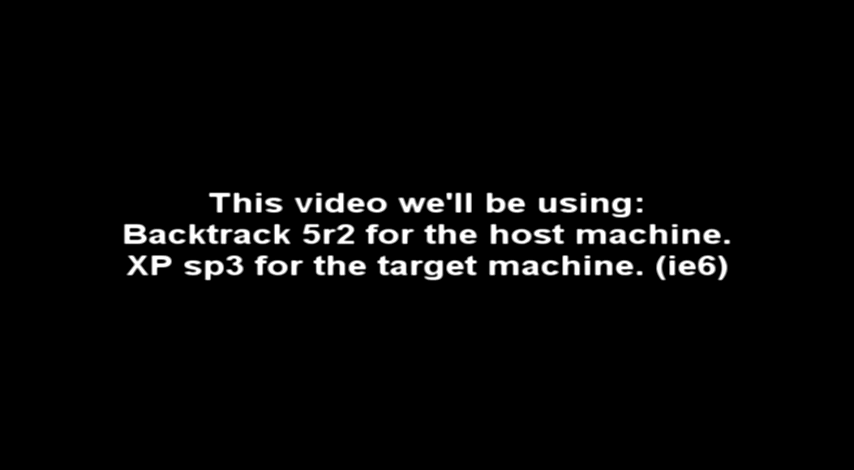 This video we'll be using:
Backtrack 5r2 for the host machine.
XP sp3 for the target machine. (ie6)